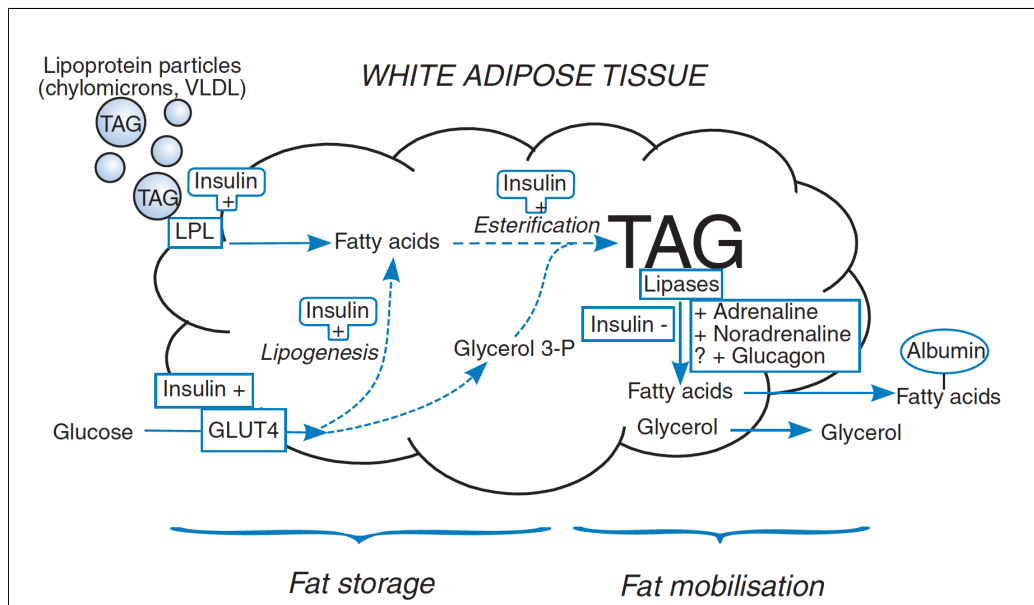 Lipoprotein particles
(chylomicrons, VLDL)
WHITE ADIPOSE TISSUE
TAG
TAG
Insulin
+
Insulin
+
Esterification
LPL
Fatty acids
TAG
Lipases
Insulin
+
Lipogenesis
Insulin -
+ Adrenaline
+ Noradrenaline
? + Glucagon
Glycerol 3-P
Albumin
Fatty acids
Fatty acids
Insulin +
Glucose
GLUT4
Glycerol
Glycerol
Fat storage
Fat mobilisation